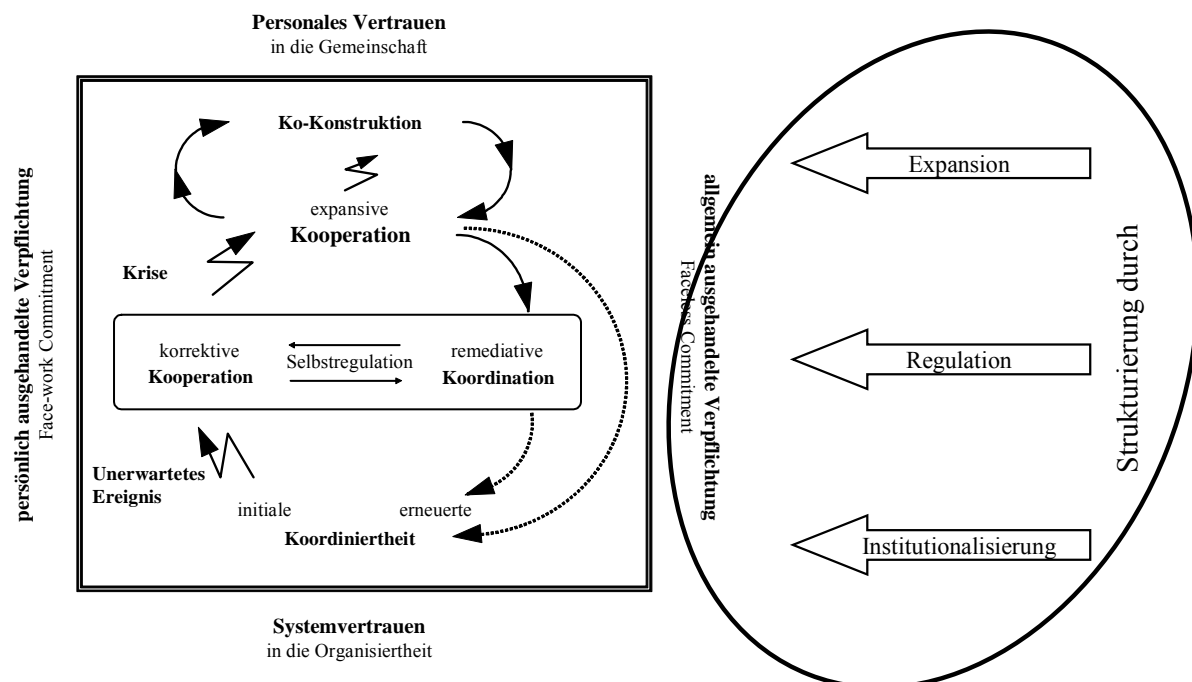 Personales Vertrauen
in die Gemeinschaft
persönlich ausgehandelte Verpflichtung
Face-work Commitment
Ko-Konstruktion
expansive
Kooperation
Krise
korrektive
Kooperation
Selbstregulation
remediative
Koordination
Unerwartetes
Ereignis
initiale
erneuerte
Koordiniertheit
Systemvertrauen
in die Organisiertheit
allgemein ausgehandelte Verpflichtung
Faceless Commitment
Expansion
Regulation
Institutionalisierung
Strukturierung durch